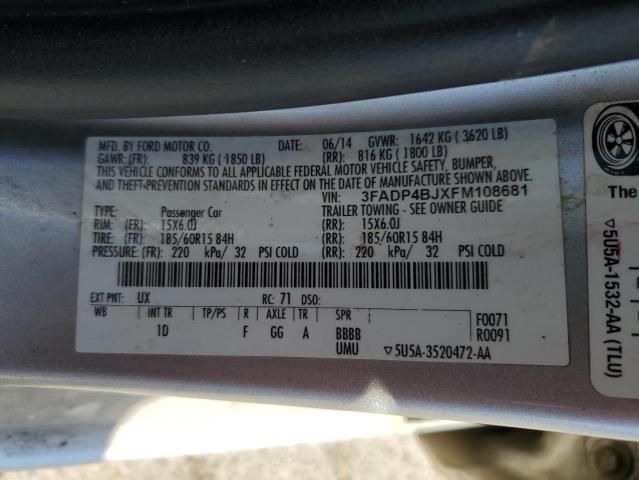 MFD. BY FORD MOTOR CO. DATE: 06/14 GVWR: 1642 KG ( 3620 LB)
GAWR: (FR): 839 KG ( 1850 LB) (RR): 816 KG ( 1800 LB)
THIS VEHICLE CONFORMS TO ALL APPLICABLE FEDERAL MOTOR VEHICLE SAFETY, BUMPER,
AND THEFT-PREVENTION STANDARDS IN EFFECT ON THE DATE OF MANUFACTURE SHOWN ABOVE.
VIN: 3FADP4BJXFM108681
TYPE: Passenger Car TRAILER TOWING - SEE OWNER GUIDE
RIM: (FR) 15X6.0J (RR): 15X6.0J
TIRE: (FR): 185/60R15 84H (RR): 185/60R15 84H
PRESSURE: (FR): 220 kPa/ 32 PSI COLD (RR): 220 kPa/ 32 PSI COLD
EXT PNT: UX RC: 71 DSO:
WB INT TR TP/PS R AXLE TR SPR F0071
1D F GG A BBBB R0091
UMU ▽5U5A-3520472-AA
The
▽5U5A-1532-AA (TLU)